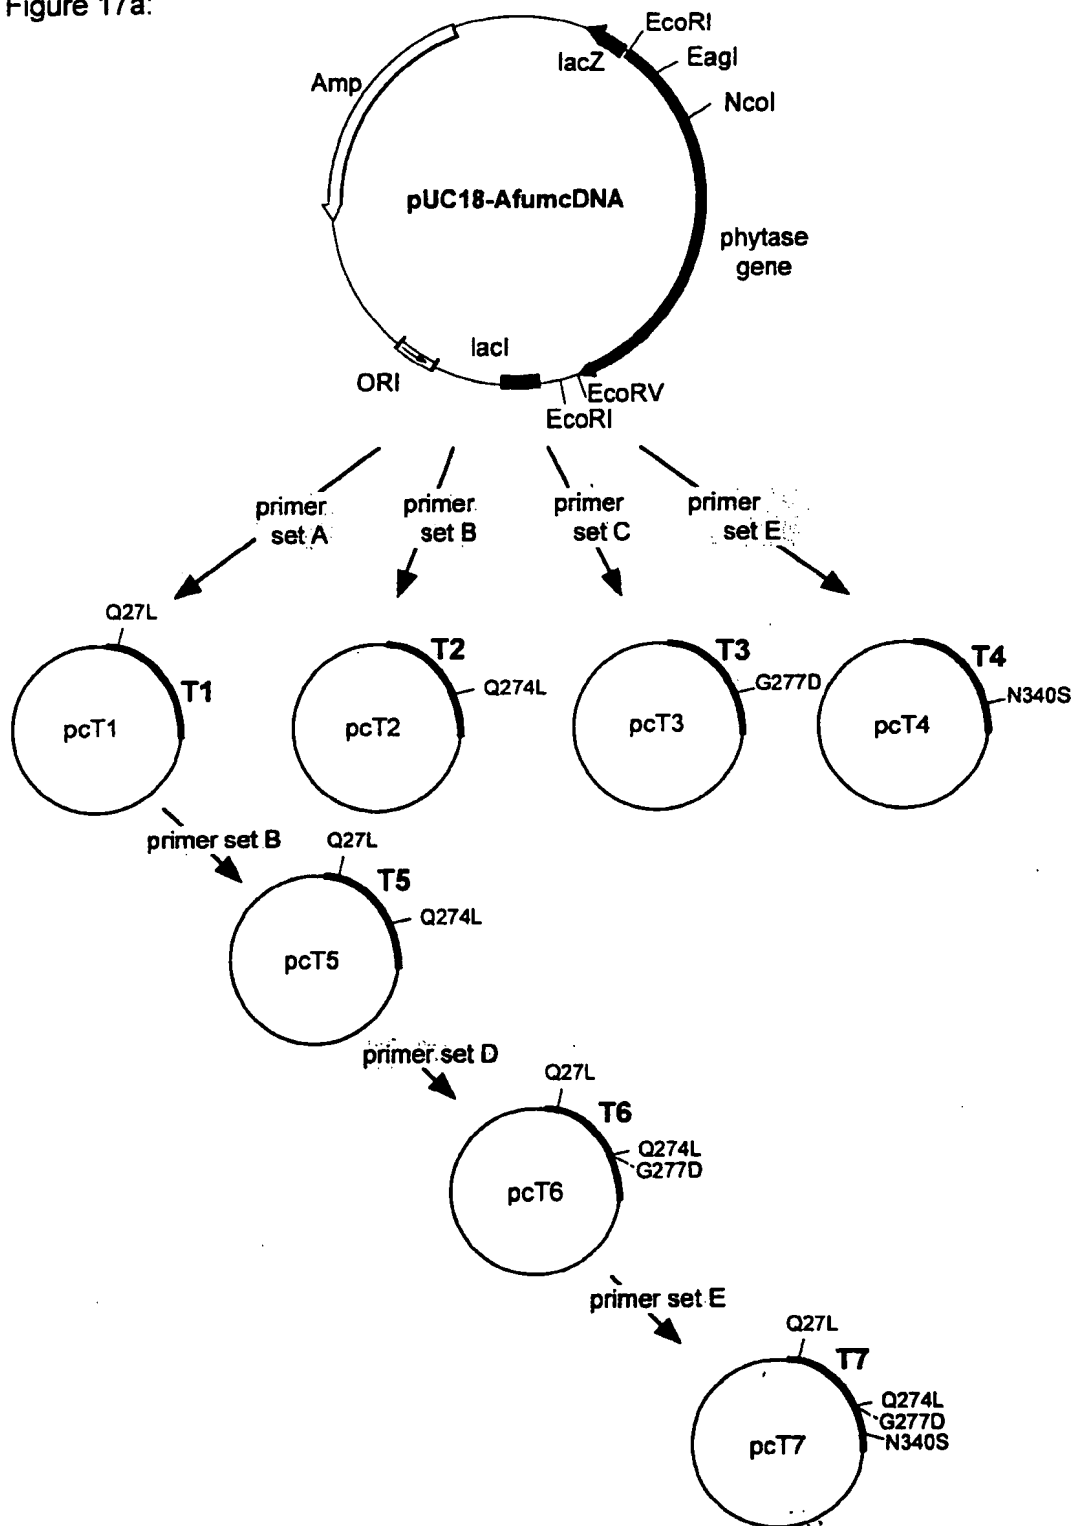 Figure 17a:
EcoRI
lacZ
EagI
Amp
NcoI
pUC18-AfumcDNA
phytase
gene
lacI
ORI
EcoRV
EcoRI
primer
set A
primer
set B
primer
set C
primer
set E
Q27L
T1
pcT1
T2
Q274L
pcT2
T3
G277D
pcT3
T4
N340S
pcT4
primer set B
Q27L
T5
Q274L
pcT5
primer set D
Q27L
T6
Q274L
G277D
pcT6
primer set E
Q27L
T7
Q274L
G277D
N340S
pcT7